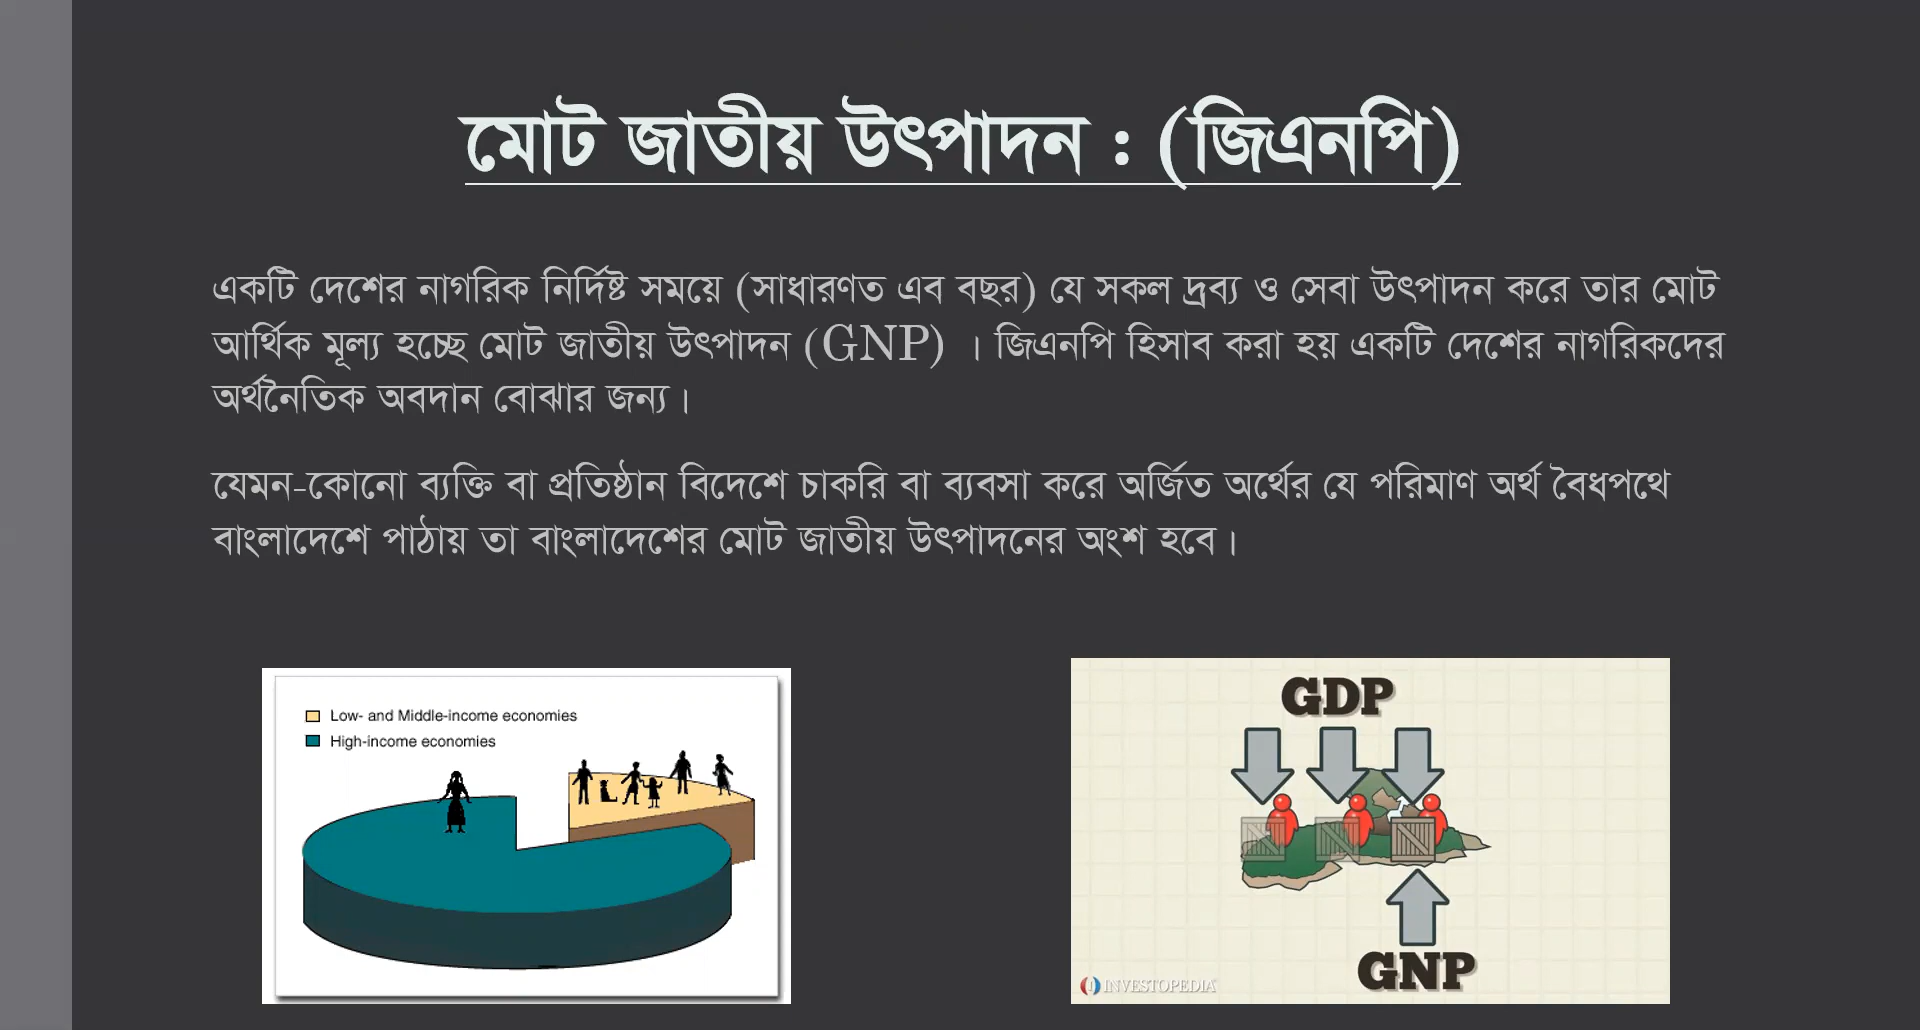 মোট জাতীয় উৎপাদন : (জিএনপি)
একটি দেশের নাগরিক নির্দিষ্ট সময়ে (সাধারণত এব বছর) যে সকল দ্রব্য ও সেবা উৎপাদন করে তার মোট
আর্থিক মূল্য হচ্ছে মোট জাতীয় উৎপাদন (GNP) । জিএনপি হিসাব করা হয় একটি দেশের নাগরিকদের
অর্থনৈতিক অবদান বোঝার জন্য।
যেমন-কোনো ব্যক্তি বা প্রতিষ্ঠান বিদেশে চাকরি বা ব্যবসা করে অর্জিত অর্থের যে পরিমাণ অর্থ বৈধপথে
বাংলাদেশে পাঠায় তা বাংলাদেশের মোট জাতীয় উৎপাদনের অংশ হবে।
Low- and Middle-income economies
High-income economies
GDP
GNP
INVESTOPEDIA